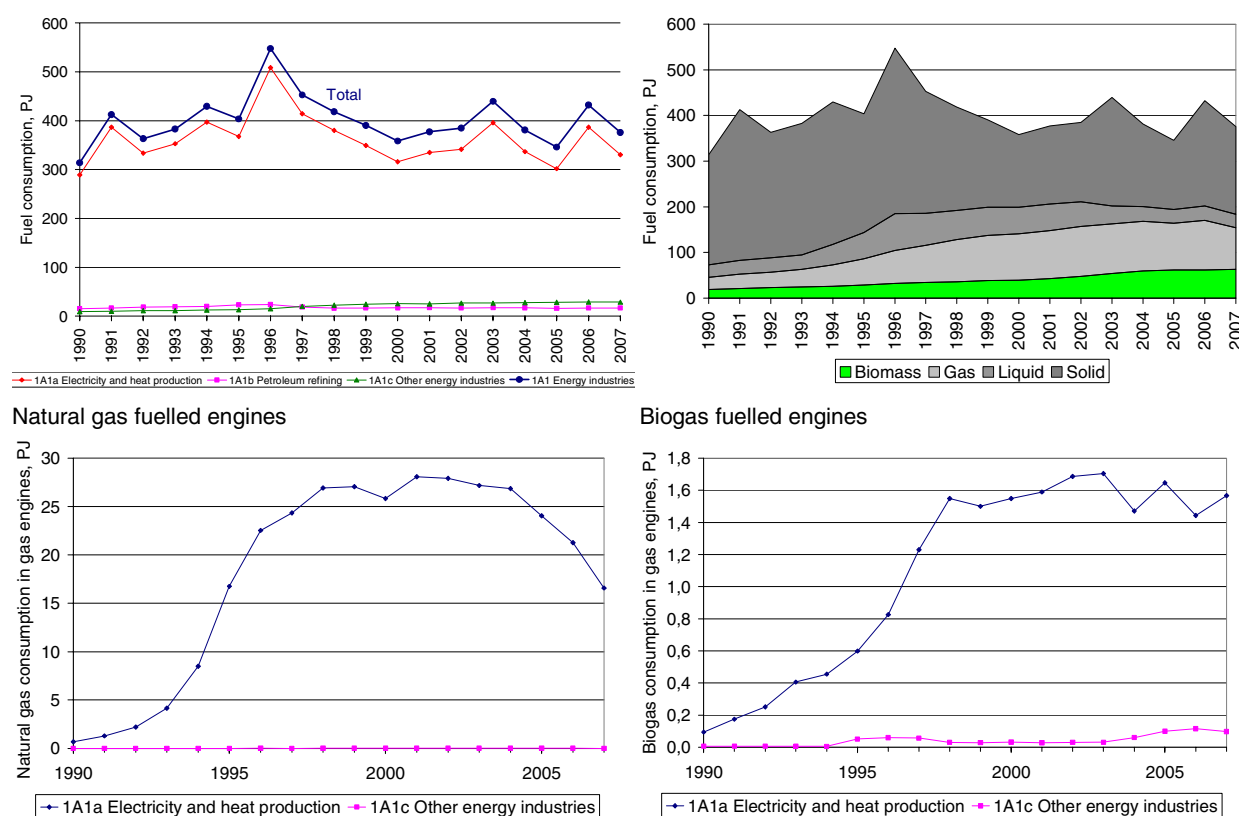 Fuel consumption, PJ
600
500
400
300
200
100
0
Total
1990 1991 1992 1993 1994 1995 1996 1997 1998 1999 2000 2001 2002 2003 2004 2005 2006 2007
1A1a Electricity and heat production 1A1b Petroleum refining 1A1c Other energy industries 1A1 Energy industries
Fuel consumption, PJ
600
500
400
300
200
100
0
1990 1991 1992 1993 1994 1995 1996 1997 1998 1999 2000 2001 2002 2003 2004 2005 2006 2007
Biomass Gas Liquid Solid
Natural gas fuelled engines
Natural gas consumption in gas engines, PJ
30
25
20
15
10
5
0
1990 1995 2000 2005
1A1a Electricity and heat production 1A1c Other energy industries
Biogas fuelled engines
Biogas consumption in gas engines, PJ
1,8
1,6
1,4
1,2
1,0
0,8
0,6
0,4
0,2
0,0
1990 1995 2000 2005
1A1a Electricity and heat production 1A1c Other energy industries